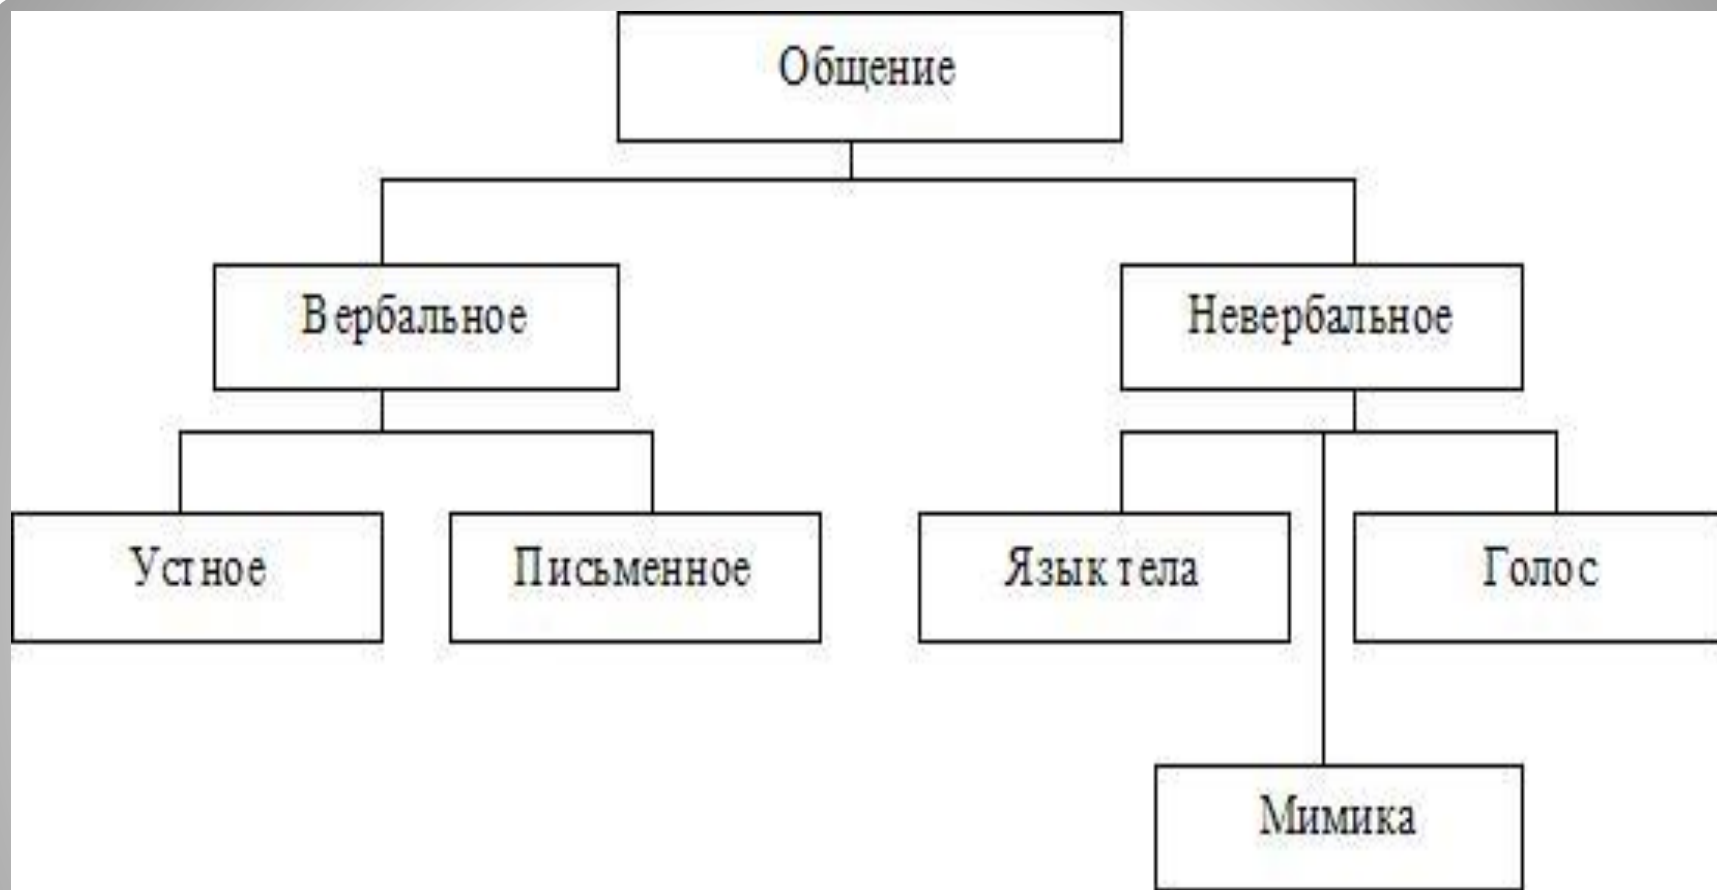 Общение
Вербальное
Невербальное
Устное
Письменное
Язык тела
Голос
Мимика